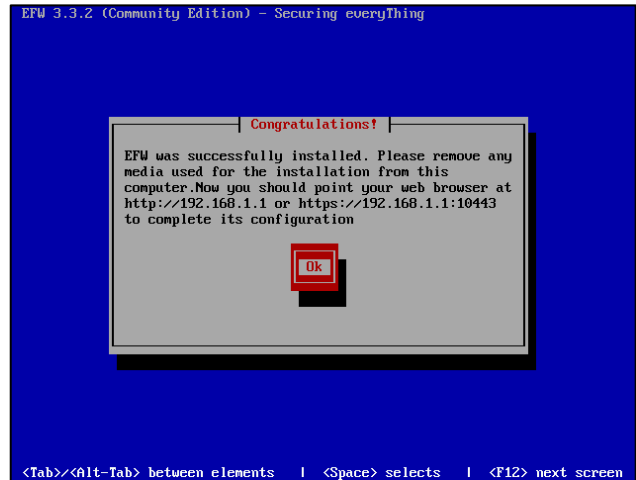 EFW 3.3.2 (Community Edition) - Securing everyThing
Congratulations!
EFW was successfully installed. Please remove any
media used for the installation from this
computer.Now you should point your web browser at
http://192.168.1.1 or https://192.168.1.1:10443
to complete its configuration
Ok
<Tab>/<Alt-Tab> between elements | <Space> selects | <F12> next screen